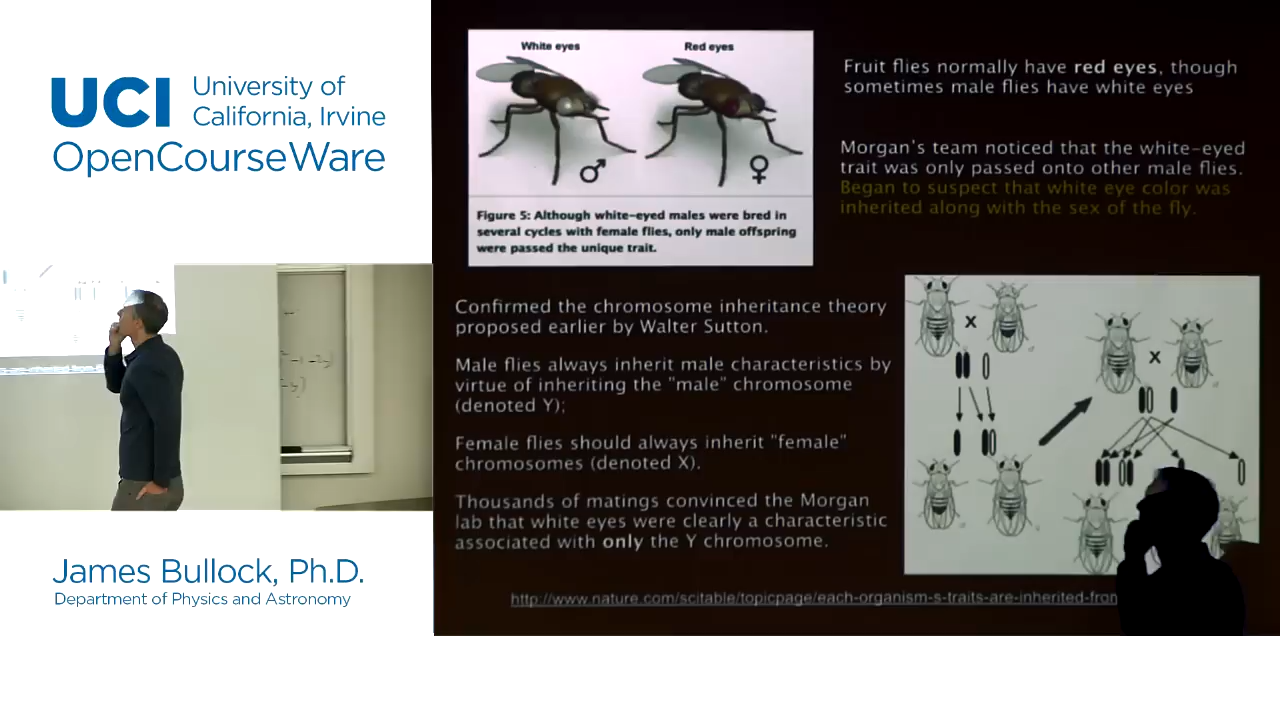 UCI University of
California, Irvine
OpenCourseWare
James Bullock, Ph.D.
Department of Physics and Astronomy
White eyes
Red eyes
♂
♀
Figure 5: Although white-eyed males were bred in
several cycles with female flies, only male offspring
were passed the unique trait.
Fruit flies normally have red eyes, though
sometimes male flies have white eyes
Morgan's team noticed that the white-eyed
trait was only passed onto other male flies.
Began to suspect that white eye color was
inherited along with the sex of the fly.
Confirmed the chromosome inheritance theory
proposed earlier by Walter Sutton.
Male flies always inherit male characteristics by
virtue of inheriting the "male" chromosome
(denoted Y);
Female flies should always inherit "female"
chromosomes (denoted X).
Thousands of matings convinced the Morgan
lab that white eyes were clearly a characteristic
associated with only the Y chromosome.
X
X
http://www.nature.com/scitable/topicpage/each-organism-s-traits-are-inherited-fron